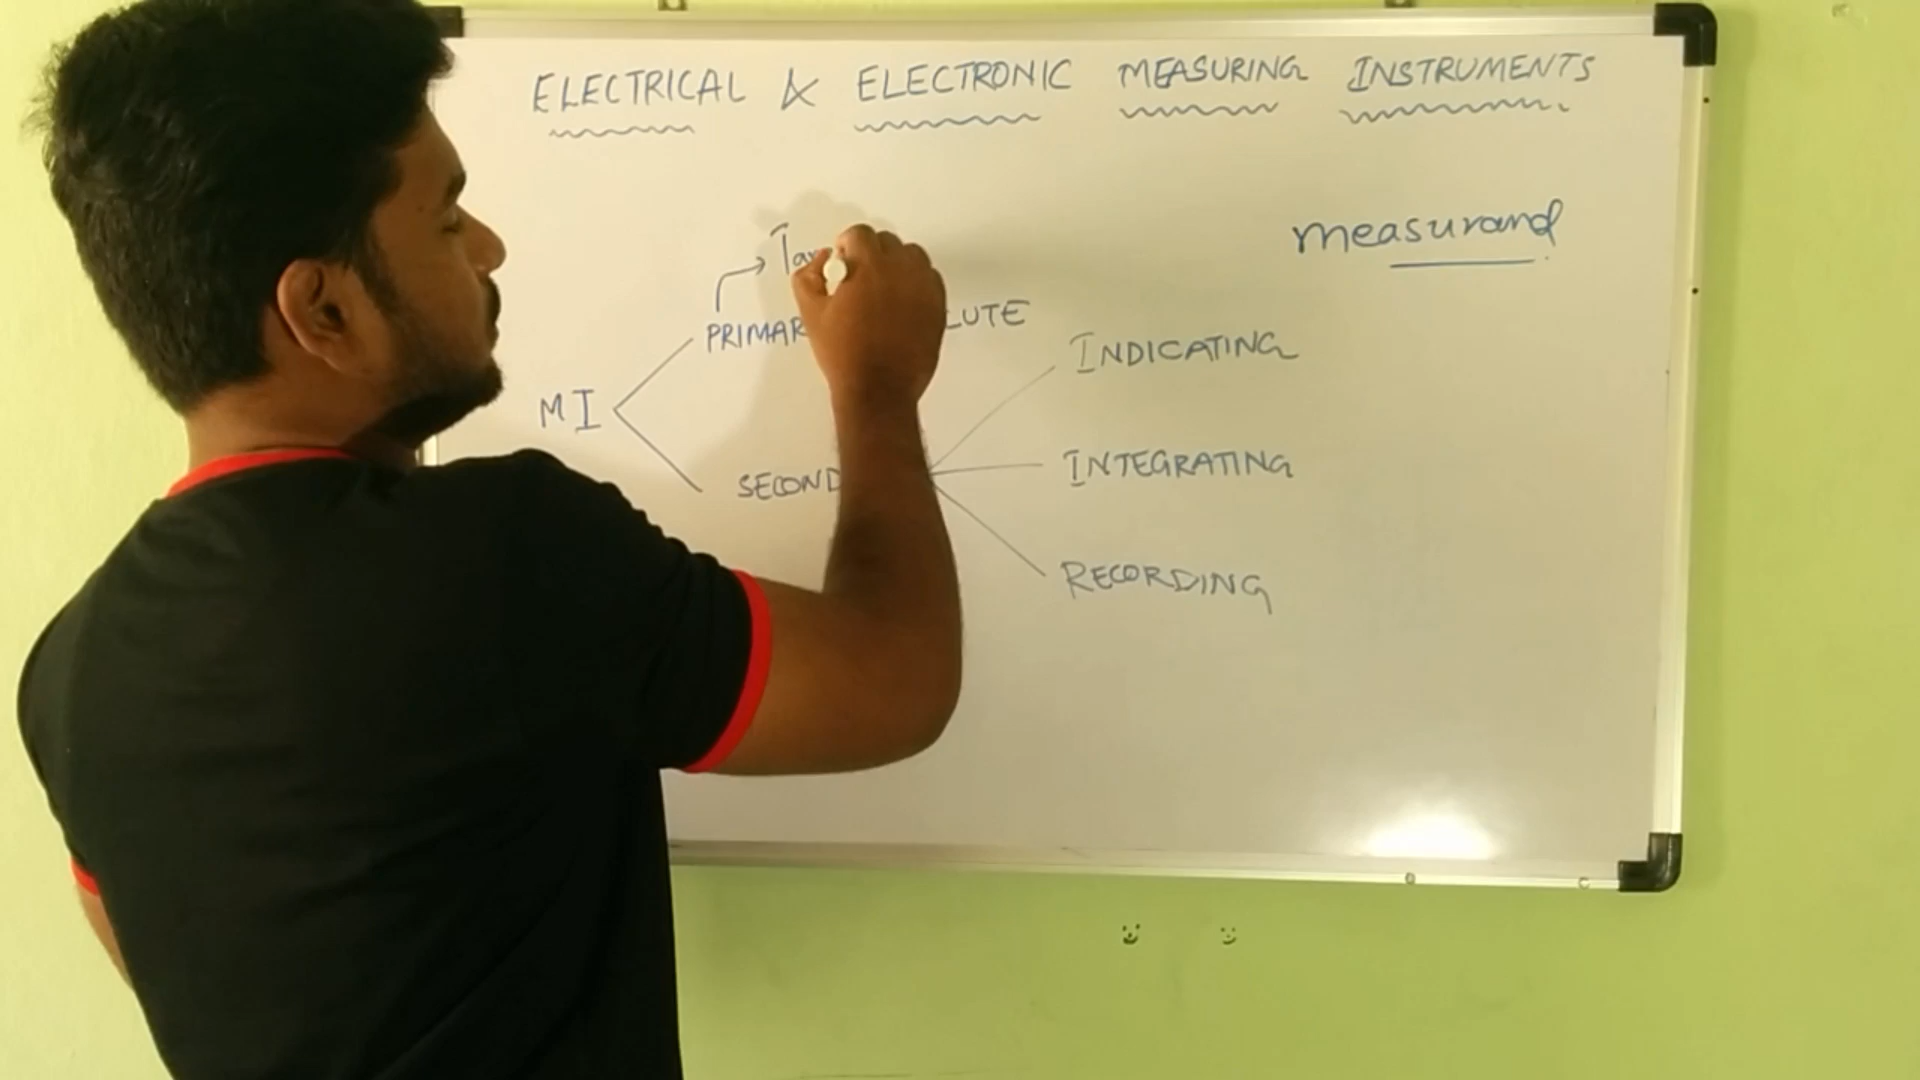 ELECTRICAL & ELECTRONIC MEASURING INSTRUMENTS
measurand
MI
INDICATING
INTEGRATING
RECORDING